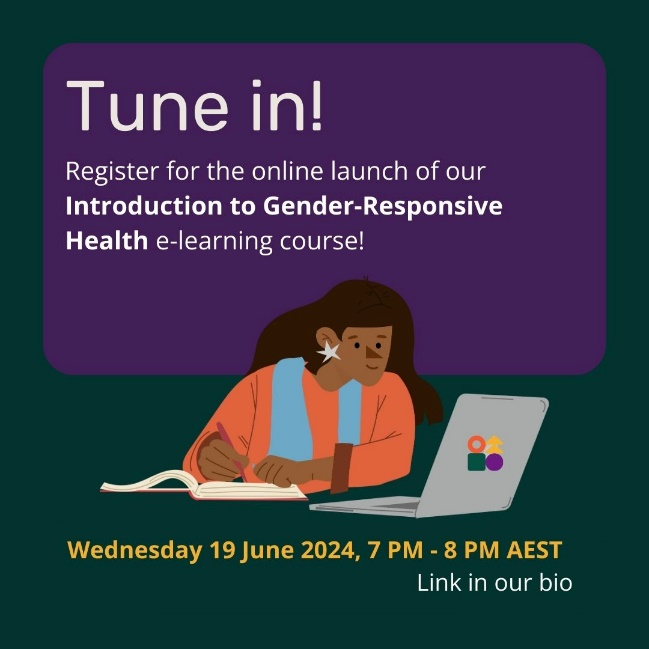 Tune in!
Register for the online launch of our
Introduction to Gender-Responsive
Health e-learning course!
Wednesday 19 June 2024, 7 PM - 8 PM AEST
Link in our bio